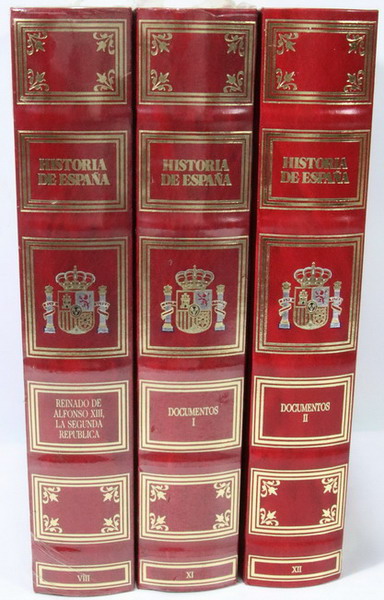 HISTORIA
DE ESPAÑA
REINADO DE
ALFONSO XIII,
LA SEGUNDA
REPUBLICA
VIII
HISTORIA
DE ESPAÑA
DOCUMENTOS
I
XI
HISTORIA
DE ESPAÑA
DOCUMENTOS
II
XII